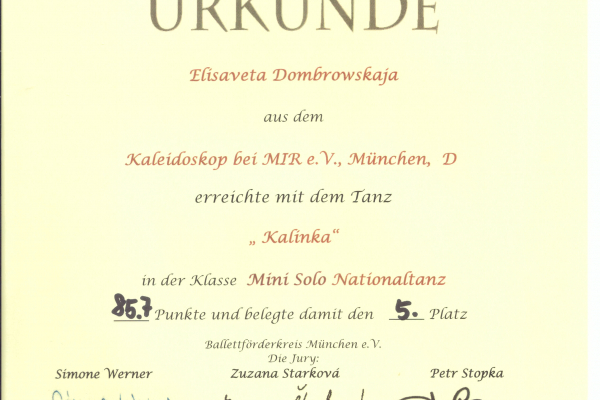 URKUNDE
Elisaveta Dombrowskaja
aus dem
Kaleidoskop bei MIR e.V., München, D
erreichte mit dem Tanz
„ Kalinka“
in der Klasse Mini Solo Nationaltanz
85.7 Punkte und belegte damit den 5. Platz
Ballettförderkreis München e.V.
Die Jury:
Simone Werner Zuzana Starková Petr Stopka